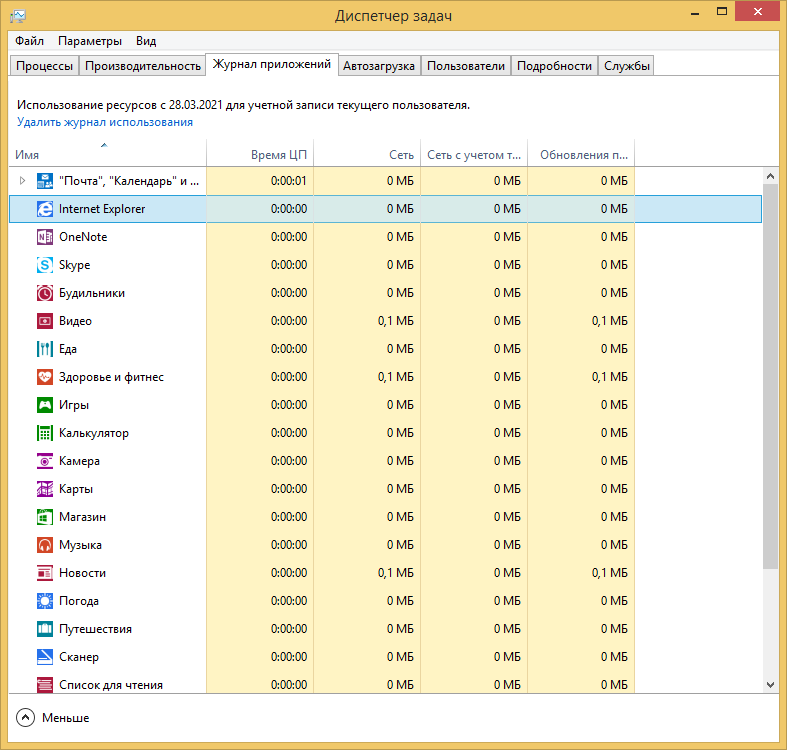 Диспетчер задач
Файл Параметры Вид
Процессы Производительность Журнал приложений Автозагрузка Пользователи Подробности Службы
Использование ресурсов с 28.03.2021 для учетной записи текущего пользователя.
Удалить журнал использования
Имя Время ЦП Сеть Сеть с учетом т... Обновления п...
"Почта", "Календарь" и ... 0:00:01 0 МБ 0 МБ 0 МБ
Internet Explorer 0:00:00 0 МБ 0 МБ 0 МБ
OneNote 0:00:00 0 МБ 0 МБ 0 МБ
Skype 0:00:00 0 МБ 0 МБ 0 МБ
Будильники 0:00:00 0 МБ 0 МБ 0 МБ
Видео 0:00:00 0,1 МБ 0 МБ 0,1 МБ
Еда 0:00:00 0 МБ 0 МБ 0 МБ
Здоровье и фитнес 0:00:00 0,1 МБ 0 МБ 0,1 МБ
Игры 0:00:00 0 МБ 0 МБ 0 МБ
Калькулятор 0:00:00 0 МБ 0 МБ 0 МБ
Камера 0:00:00 0 МБ 0 МБ 0 МБ
Карты 0:00:00 0 МБ 0 МБ 0 МБ
Магазин 0:00:00 0 МБ 0 МБ 0 МБ
Музыка 0:00:00 0 МБ 0 МБ 0 МБ
Новости 0:00:00 0,1 МБ 0 МБ 0,1 МБ
Погода 0:00:00 0 МБ 0 МБ 0 МБ
Путешествия 0:00:00 0 МБ 0 МБ 0 МБ
Сканер 0:00:00 0 МБ 0 МБ 0 МБ
Список для чтения 0:00:00 0 МБ 0 МБ 0 МБ
Меньше